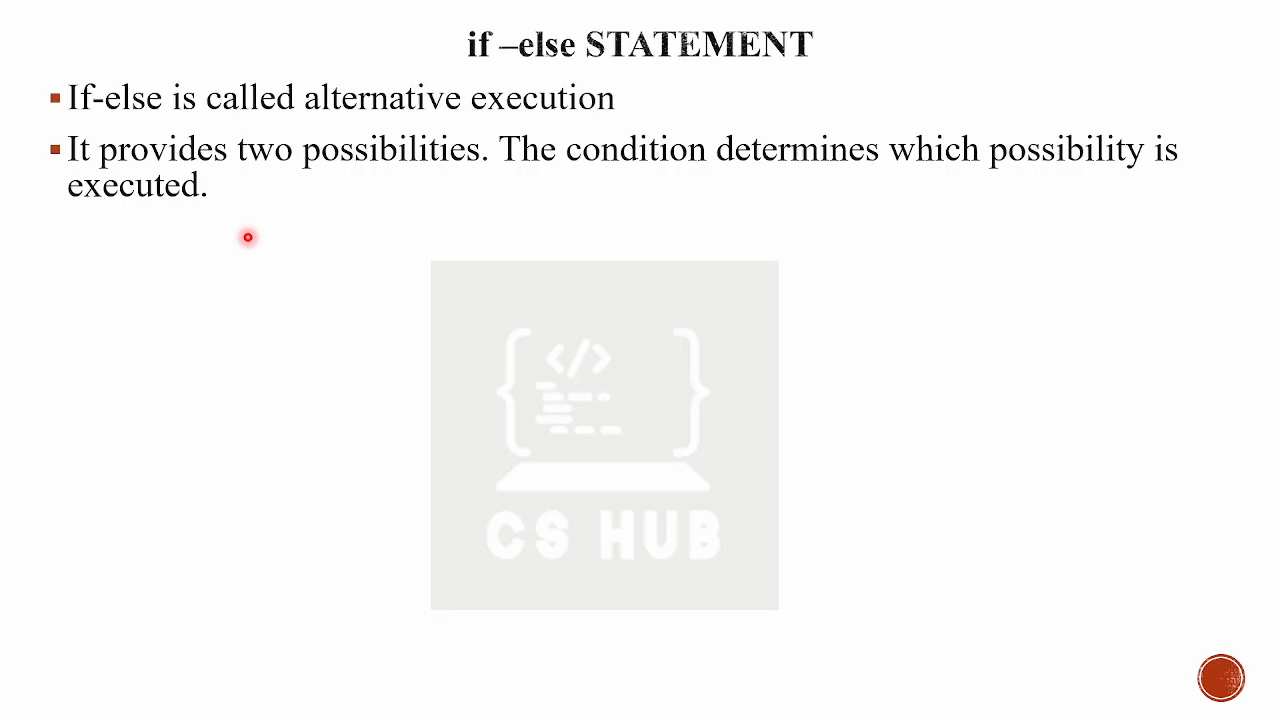 if –else STATEMENT
If-else is called alternative execution
It provides two possibilities. The condition determines which possibility is
executed.
</>
CS HUB